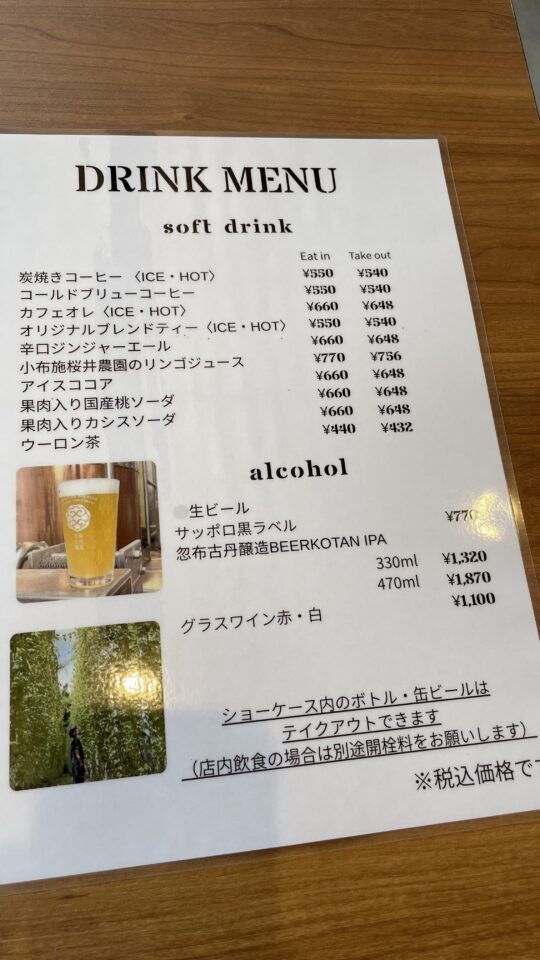 DRINK MENU
soft drink
Eat in Take out
炭焼きコーヒー〈ICE・HOT〉 ¥550 ¥540
コールドブリューコーヒー ¥550 ¥540
カフェオレ〈ICE・HOT〉 ¥660 ¥648
オリジナルブレンドティー〈ICE・HOT〉 ¥550 ¥540
辛口ジンジャーエール ¥660 ¥648
小布施桜井農園のリンゴジュース ¥770 ¥756
アイスココア ¥660 ¥648
果肉入り国産桃ソーダ ¥660 ¥648
果肉入りカシスソーダ ¥660 ¥648
ウーロン茶 ¥440 ¥432
alcohol
生ビール
サッポロ黒ラベル ¥770
忽布古丹醸造BEERKOTAN IPA
330ml ¥1,320
470ml ¥1,870
グラスワイン赤・白 ¥1,100
ショーケース内のボトル・缶ビールは
テイクアウトできます
（店内飲食の場合は別途開栓料をお願いします）
※税込価格で